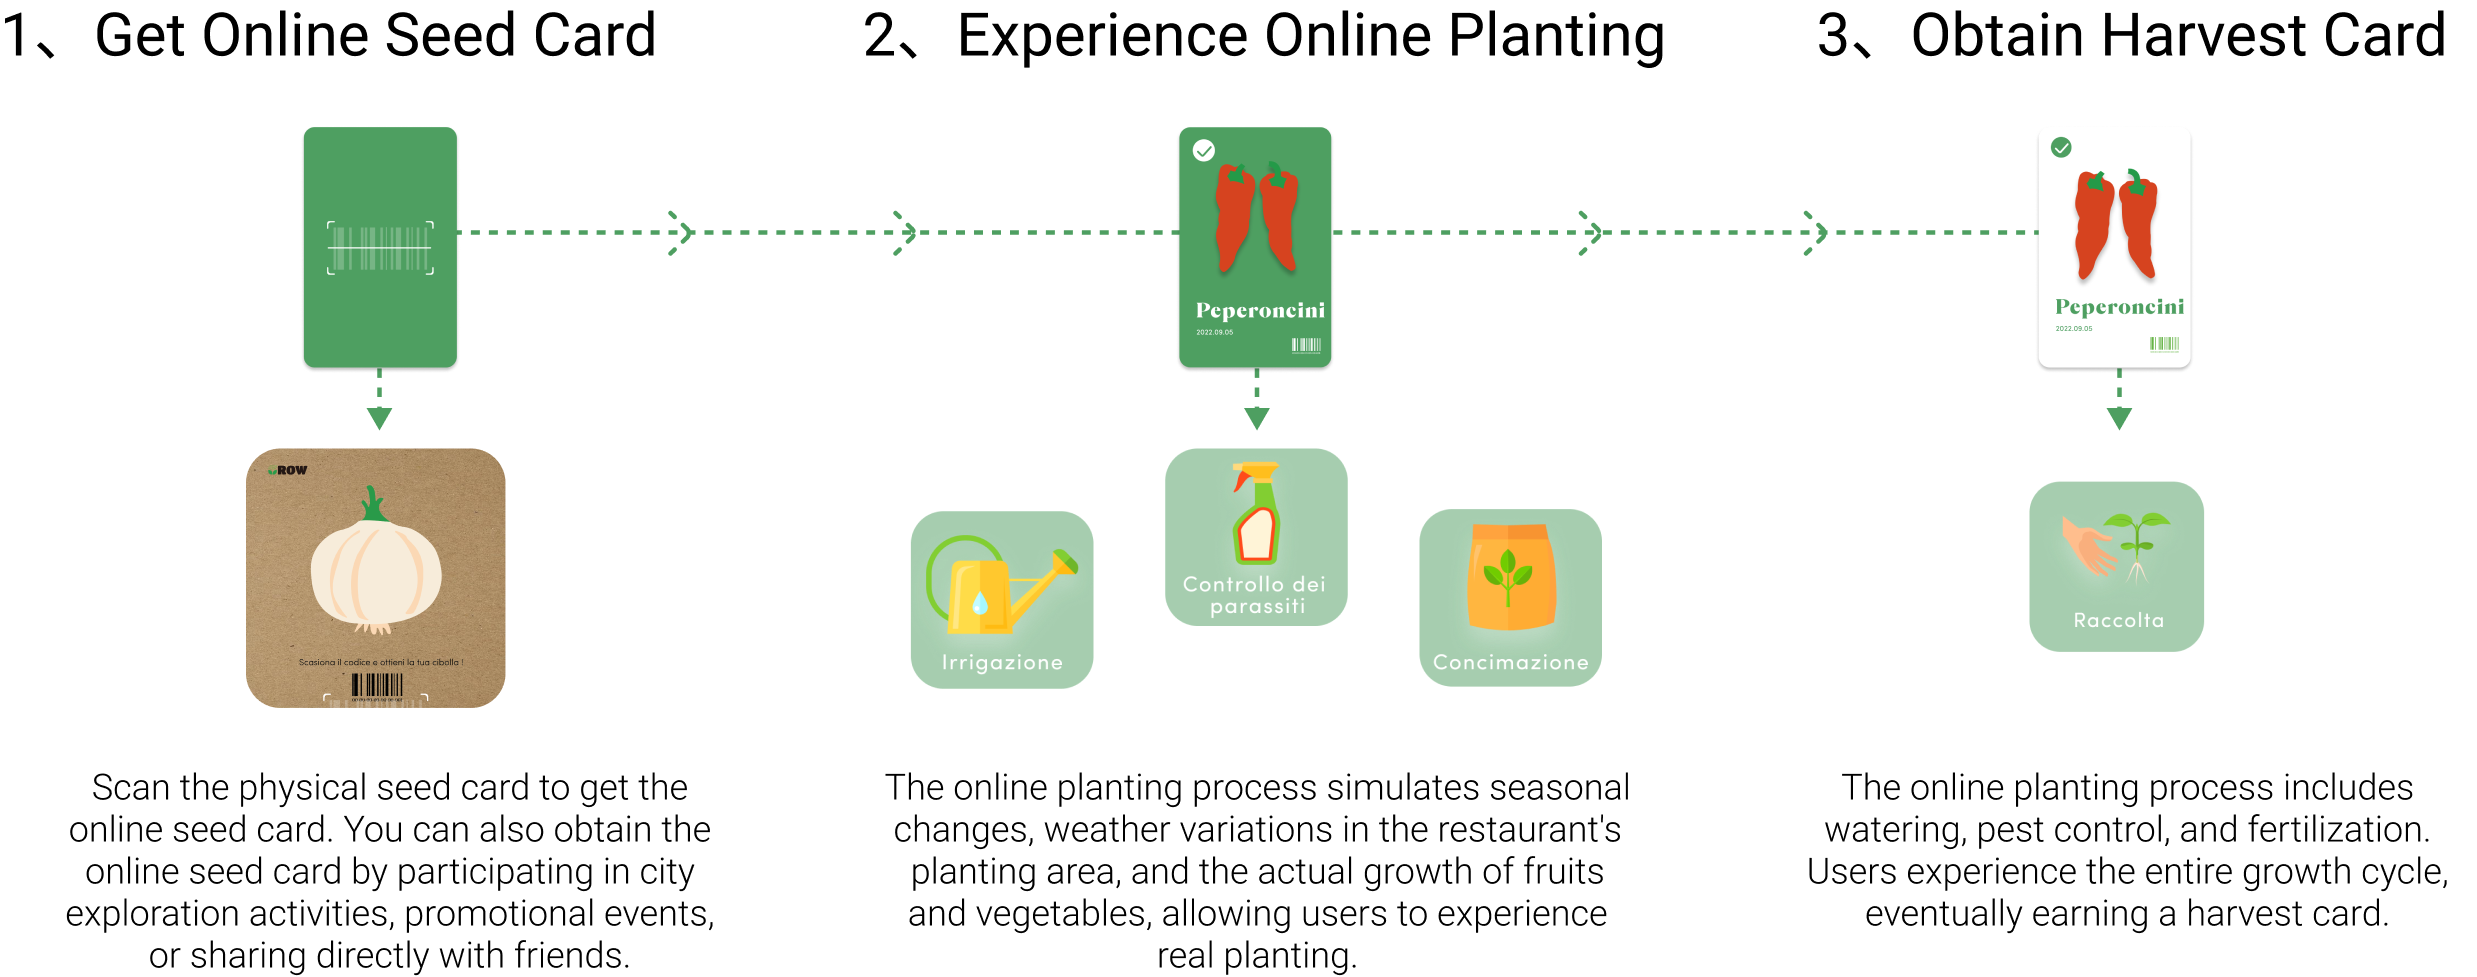 1、 Get Online Seed Card
2、 Experience Online Planting
3、 Obtain Harvest Card
Peperoncini
2022.09.05
Peperoncini
2022.09.05
ROW
Scasiona il codice e ottieni la tua cibolla !
Irrigazione
Controllo dei
parassiti
Concimazione
Raccolta
Scan the physical seed card to get the
online seed card. You can also obtain the
online seed card by participating in city
exploration activities, promotional events,
or sharing directly with friends.
The online planting process simulates seasonal
changes, weather variations in the restaurant's
planting area, and the actual growth of fruits
and vegetables, allowing users to experience
real planting.
The online planting process includes
watering, pest control, and fertilization.
Users experience the entire growth cycle,
eventually earning a harvest card.